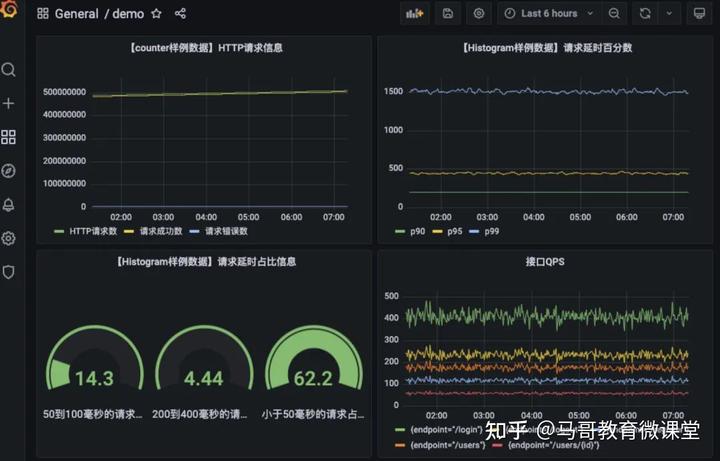 General / demo
Last 6 hours
【counter样例数据】HTTP请求信息
500000000
400000000
300000000
200000000
100000000
0
02:00 03:00 04:00 05:00 06:00 07:00
HTTP请求数 请求成功数 请求错误数
【Histogram样例数据】请求延时百分数
1500
1000
500
0
02:00 03:00 04:00 05:00 06:00 07:00
p90 p95 p99
【Histogram样例数据】请求延时占比信息
14.3
4.44
62.2
50到100毫秒的请求...
200到400毫秒的请...
小于50毫秒的请求占...
接口QPS
500
400
300
200
100
0
02:00 03:00 04:00 05:00 06:00 07:00
{endpoint="/login"}
{endpoint="/users"} {endpoint="/users/{id}"}
知乎 @马哥教育微课堂